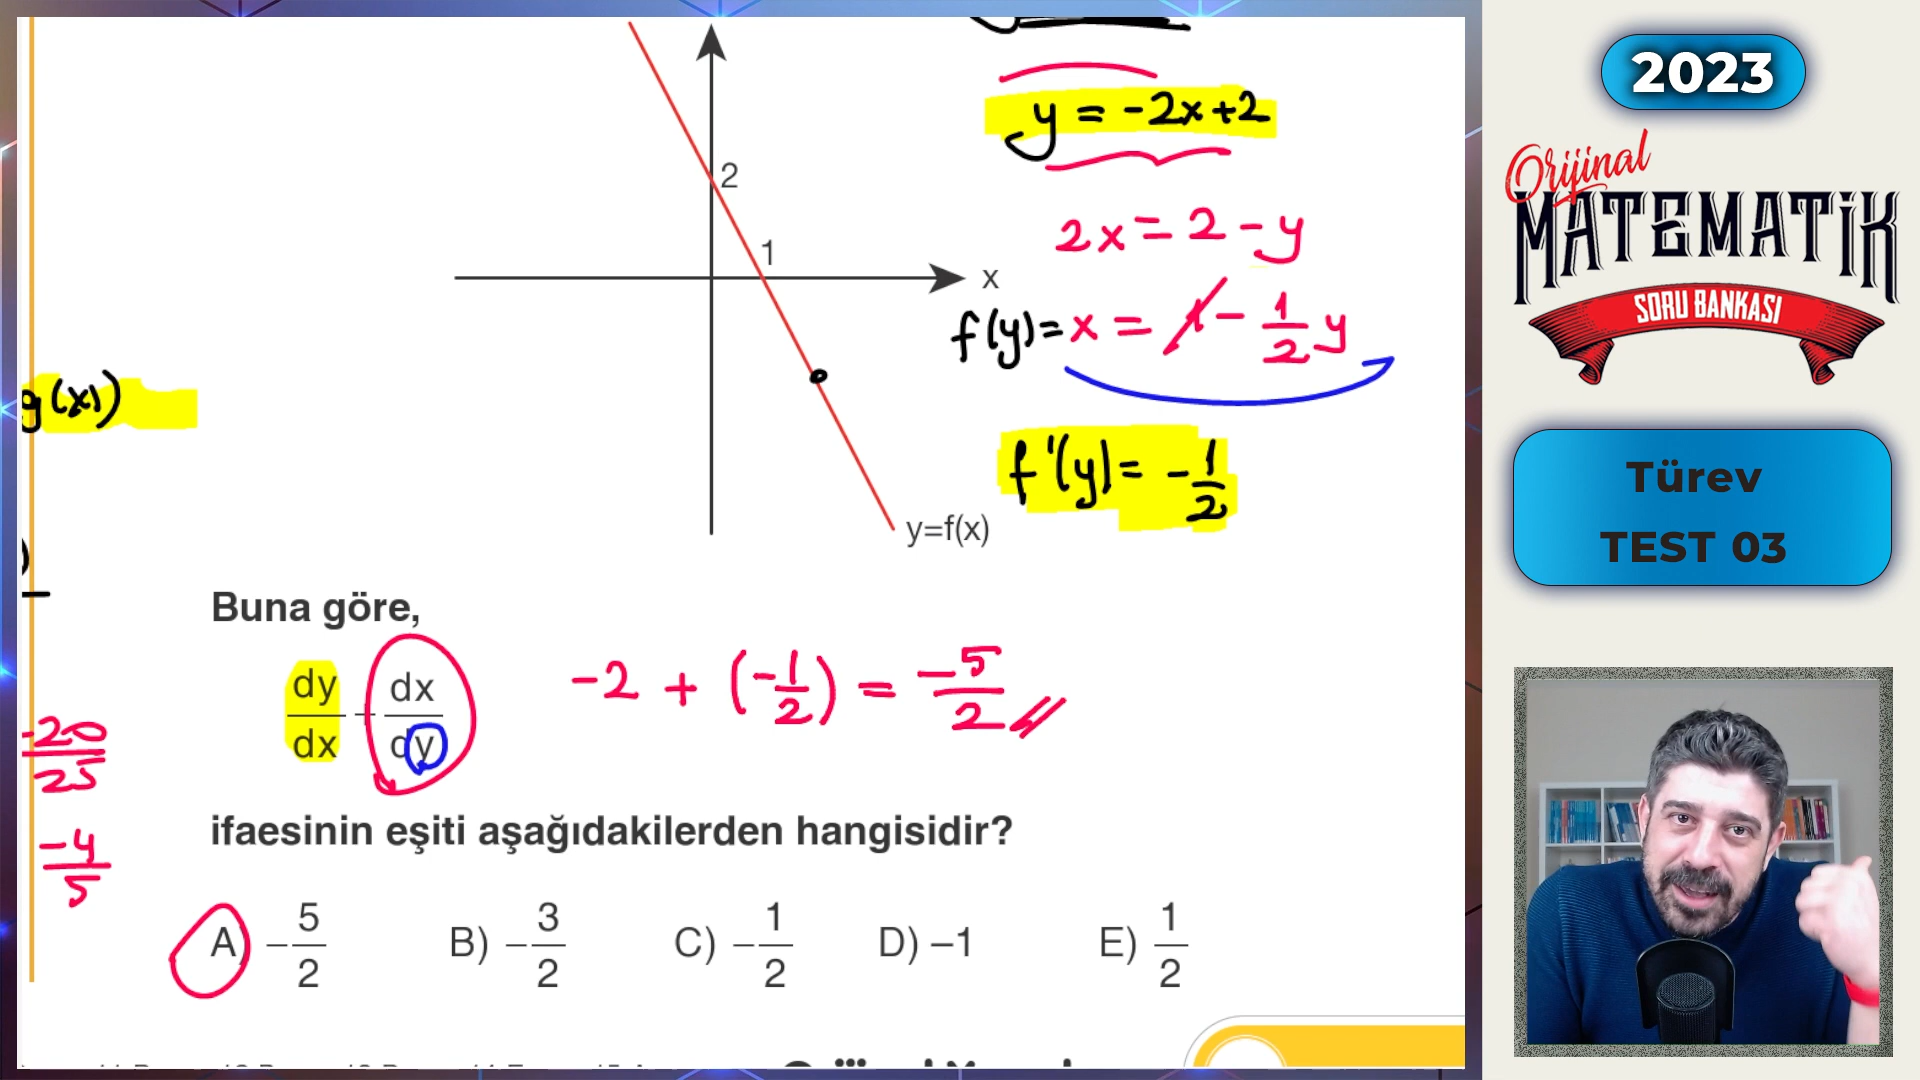 2023
Orijinal
MATEMATİK
SORU BANKASI
Türev
TEST 03
y = -2x+2
2
1
x
2x = 2 - y
f(y) = x = 1 - 1/2 y
g(x)
f'(y) = - 1/2
y=f(x)
Buna göre,
dy/dx + dx/dy
-2 + (-1/2) = -5/2
-20/25
-4/5
ifaesinin eşiti aşağıdakilerden hangisidir?
A) -5/2 B) -3/2 C) -1/2 D) -1 E) 1/2